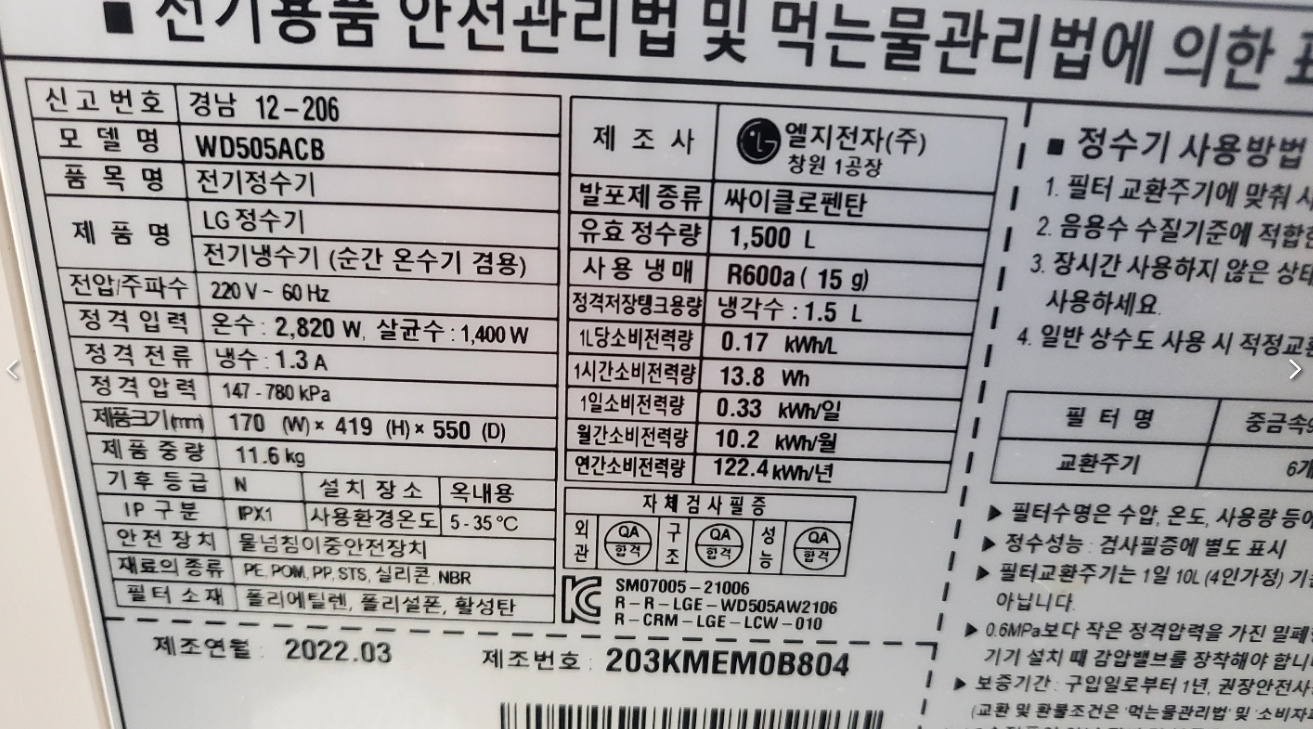 ■ 전기용품 안전관리법 및 먹는물관리법에 의한
신고번호 경남 12-206
모델명 WD505ACB
품목명 전기정수기
제품명 LG 정수기
전기냉수기 (순간 온수기 겸용)
전압/주파수 220 V ~ 60 Hz
정격입력 온수 : 2,820 W, 살균수 : 1,400 W
정격전류 냉수 : 1.3 A
정격압력 147 - 780 kPa
제품크기(mm) 170 (W)× 419 (H)× 550 (D)
제품중량 11.6 kg
기후등급 N 설치장소 옥내용
IP 구분 IPX1 사용환경온도 5 - 35 ℃
안전장치 물넘침이중안전장치
재료의종류 PE, POM, PP, STS, 실리콘, NBR
필터소재 폴리에틸렌, 폴리설폰, 활성탄
제조연월 : 2022.03
제조번호 : 203KMEM0B804
제조사 LG 엘지전자(주)
창원 1공장
발포제종류 싸이클로펜탄
유효정수량 1,500 L
사용냉매 R600a ( 15 g)
정격저장탱크용량 냉각수 : 1.5 L
1L당소비전력량 0.17 kWh/L
1시간소비전력량 13.8 Wh
1일소비전력량 0.33 kWh/일
월간소비전력량 10.2 kWh/월
연간소비전력량 122.4 kWh/년
자체검사필증
외관 QA 합격 구조 QA 합격 성능 QA 합격
KC SM07005-21006
R-R-LGE-WD505AW2106
R-CRM-LGE-LCW-010
■ 정수기 사용방법
1. 필터 교환주기에 맞춰
2. 음용수 수질기준에 적합한
3. 장시간 사용하지 않은
사용하세요.
4. 일반 상수도 사용 시
필터명 중금속
교환주기 6개
▶ 필터수명은 수압, 온도, 사용량
▶ 정수성능 : 검사필증에 별도 표시
▶ 필터교환주기는 1일 10L (4인가정)
아닙니다.
▶ 0.6MPa보다 작은 정격압력을 가진
기기 설치 때 감압밸브를 장착해야
▶ 보증기간 : 구입일로부터 1년,
(교환 및 환불조건은 '먹는물관리법' 및